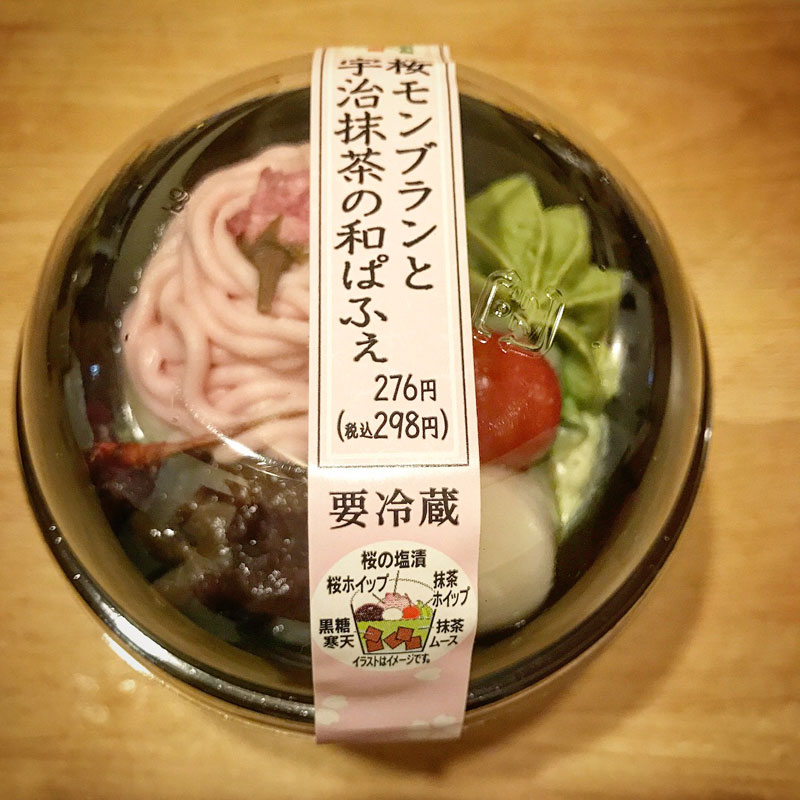 桜モンブランと
宇治抹茶の和ぱふぇ
276円
(税込298円)
要冷蔵
桜の塩漬
桜ホイップ
抹茶
ホイップ
黒糖
寒天
抹茶
ムース
イラストはイメージです。